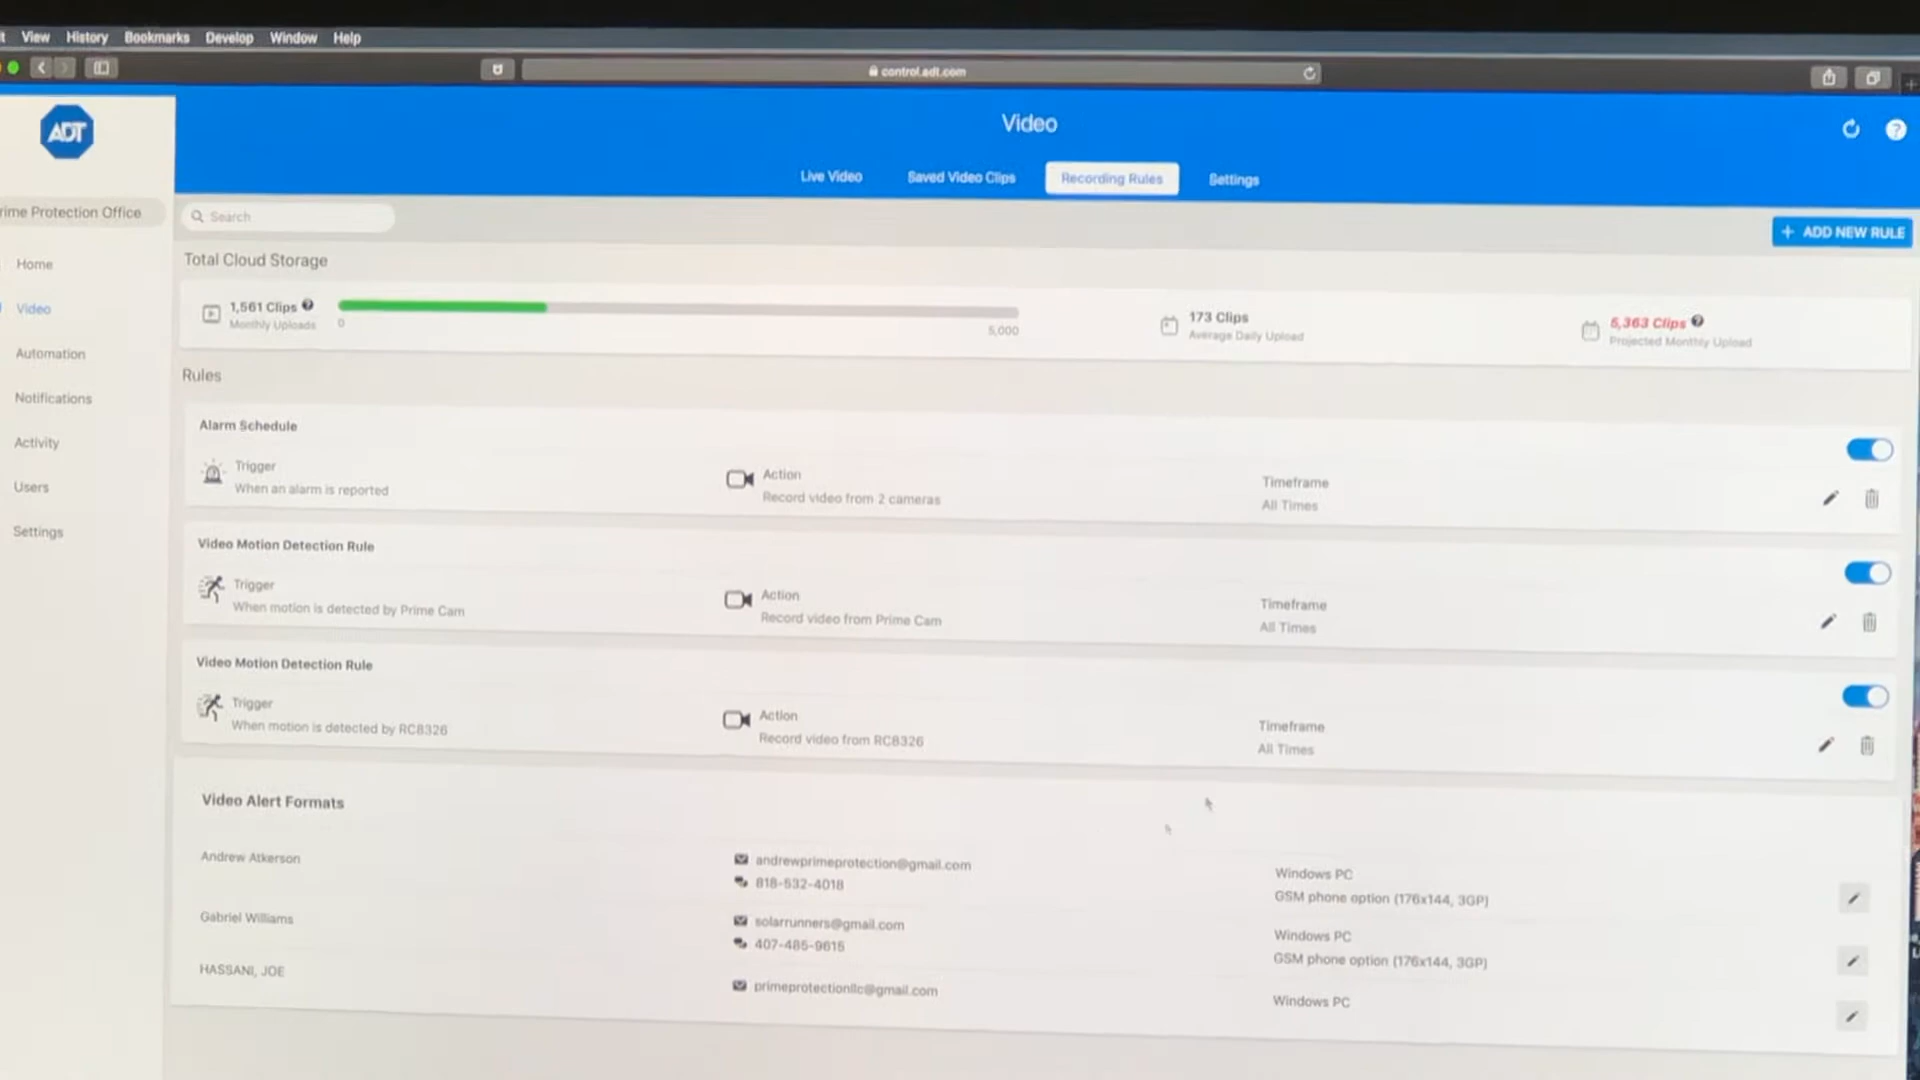 View History Bookmarks Develop Window Help
control.adt.com
ADT
Video
Live Video Saved Video Clips Recording Rules Settings
rime Protection Office
Search
+ ADD NEW RULE
Home
Video
Automation
Notifications
Activity
Users
Settings
Total Cloud Storage
1,561 Clips ?
Monthly Uploads
0
5,000
173 Clips
Average Daily Upload
5,363 Clips ?
Projected Monthly Upload
Rules
Alarm Schedule
Trigger
When an alarm is reported
Action
Record video from 2 cameras
Timeframe
All Times
Video Motion Detection Rule
Trigger
When motion is detected by Prime Cam
Action
Record video from Prime Cam
Timeframe
All Times
Video Motion Detection Rule
Trigger
When motion is detected by RC8326
Action
Record video from RC8326
Timeframe
All Times
Video Alert Formats
Andrew Atkerson
andrewprimeprotection@gmail.com
818-532-4018
Windows PC
GSM phone option (176x144, 3GP)
Gabriel Williams
solarrunners@gmail.com
407-485-9615
Windows PC
GSM phone option (176x144, 3GP)
HASSANI, JOE
primeprotectionllc@gmail.com
Windows PC